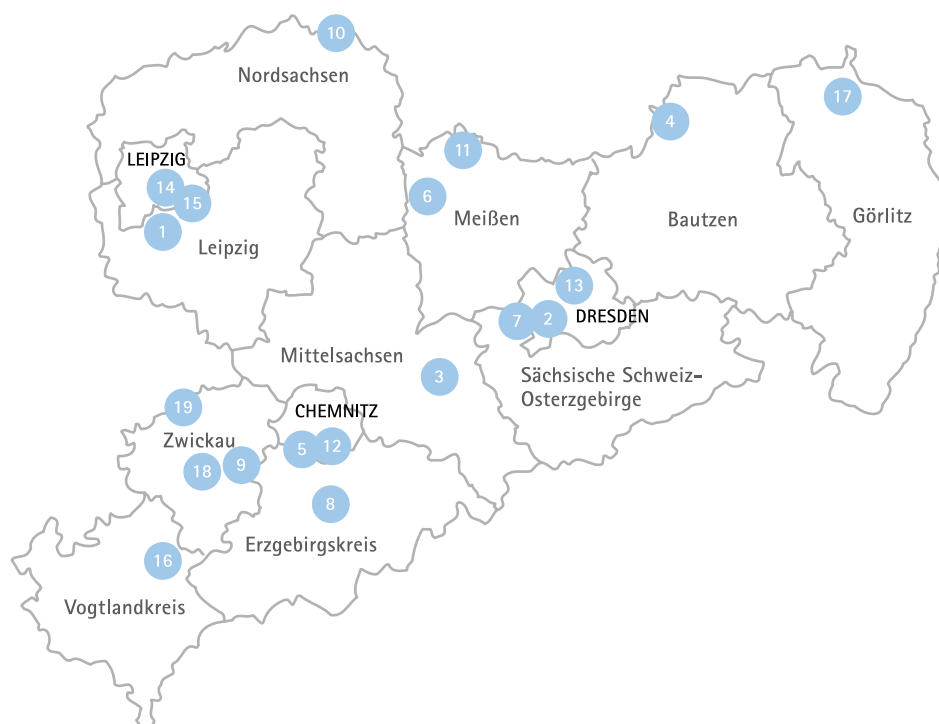 10
Nordsachsen
17
4
11
LEIPZIG
14
15
6
1
Meißen
Bautzen
Görlitz
Leipzig
13
7
2
DRESDEN
Mittelsachsen
3
Sächsische Schweiz-
Osterzgebirge
19
CHEMNITZ
Zwickau
5
12
18
9
8
Erzgebirgskreis
16
Vogtlandkreis